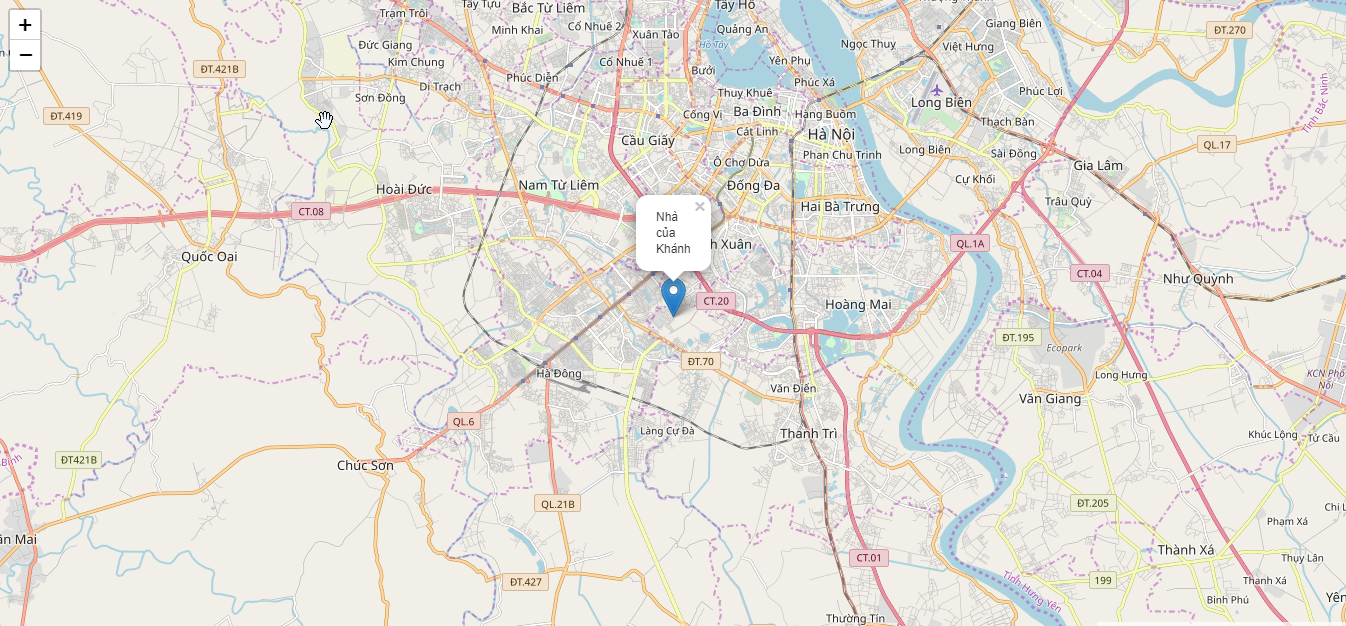 +
−
Trạm Trôi
Tây Tựu
Bắc Từ Liêm
Cổ Nhuế 2
Xuân Tảo
Tây Hồ
Quảng An
Hồ Tây
Minh Khai
Đức Giang
Kim Chung
Cổ Nhuế 1
Bưởi
Yên Phụ
Ngọc Thụy
Giang Biên
Việt Hưng
ĐT.270
ĐT.421B
Phúc Diễn
Di Trạch
Sơn Đồng
Thụy Khuê
Phúc Xá
Long Biên
Phúc Lợi
ĐT.419
Cống Vị
Ba Đình
Hàng Buồm
Thạch Bàn
Tỉnh Bắc Ninh
Cầu Giấy
Cát Linh
Hà Nội
Ô Chợ Dừa
Phan Chu Trinh
Long Biên
Sài Đồng
QL.17
Gia Lâm
Hoài Đức
Nam Từ Liêm
Đống Đa
Cự Khối
Trâu Quỳ
CT.08
Hai Bà Trưng
Nhà
của
Khánh
×
h Xuân
QL.1A
Quốc Oai
CT.04
Như Quỳnh
CT.20
Hoàng Mai
ĐT.195
Ecopark
ĐT.70
Hà Đông
Văn Điển
Long Hưng
KCN Phố
Nối
Văn Giang
QL.6
Làng Cự Đà
Thanh Trì
Khúc Lộng
Tử Cầu
Bình
ĐT421B
Chúc Sơn
QL.21B
ĐT.205
Chi L
Phạm Xá
ân Mai
CT.01
Thành Xá
Thụy Lân
ĐT.427
Tỉnh Hưng Yên
199
Thanh Xá
Bình Phú
Yên
Thường Tín